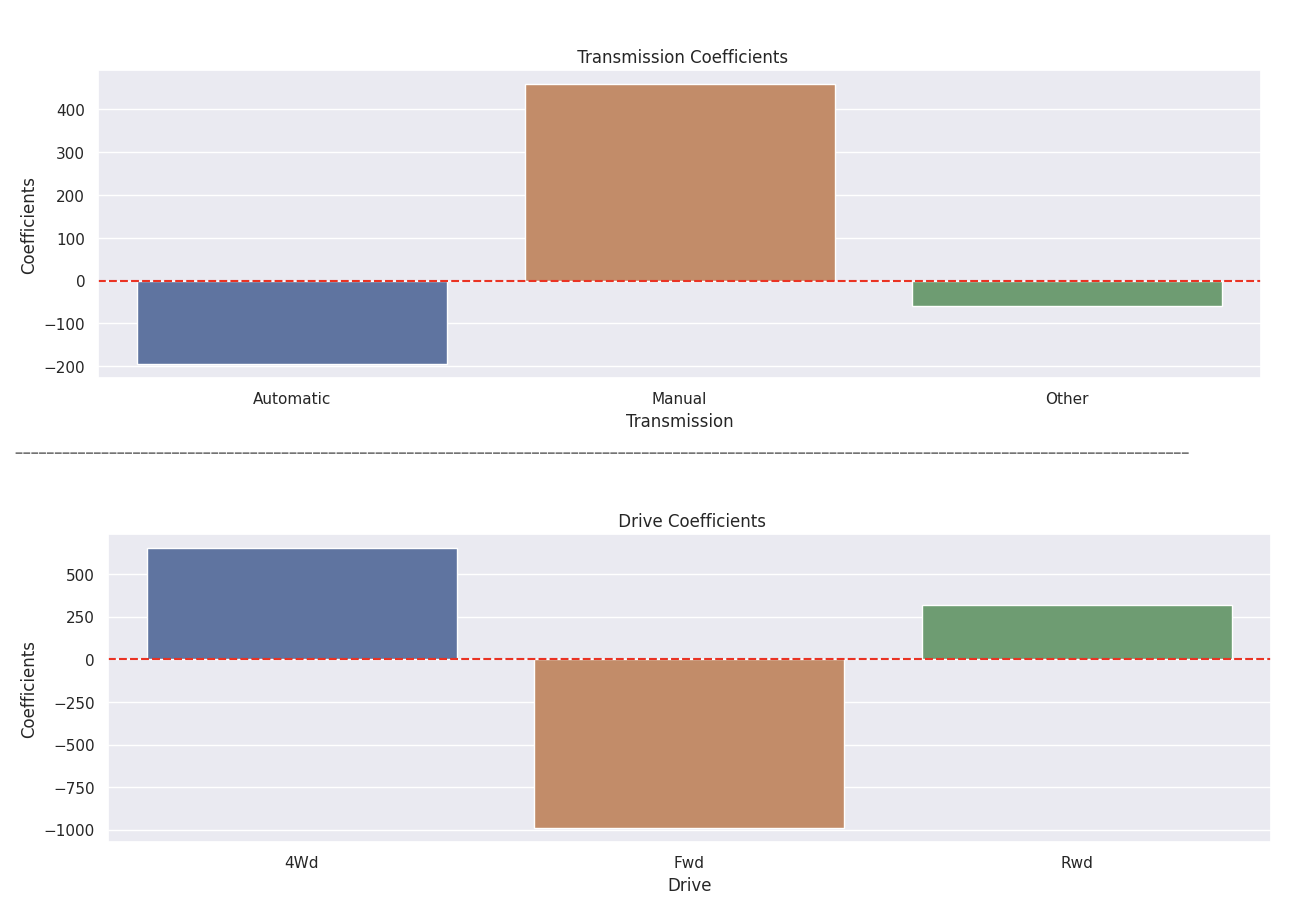 Transmission Coefficients
Coefficients
400
300
200
100
0
−100
−200
Automatic Manual Other
Transmission
Drive Coefficients
Coefficients
500
250
0
−250
−500
−750
−1000
4Wd Fwd Rwd
Drive